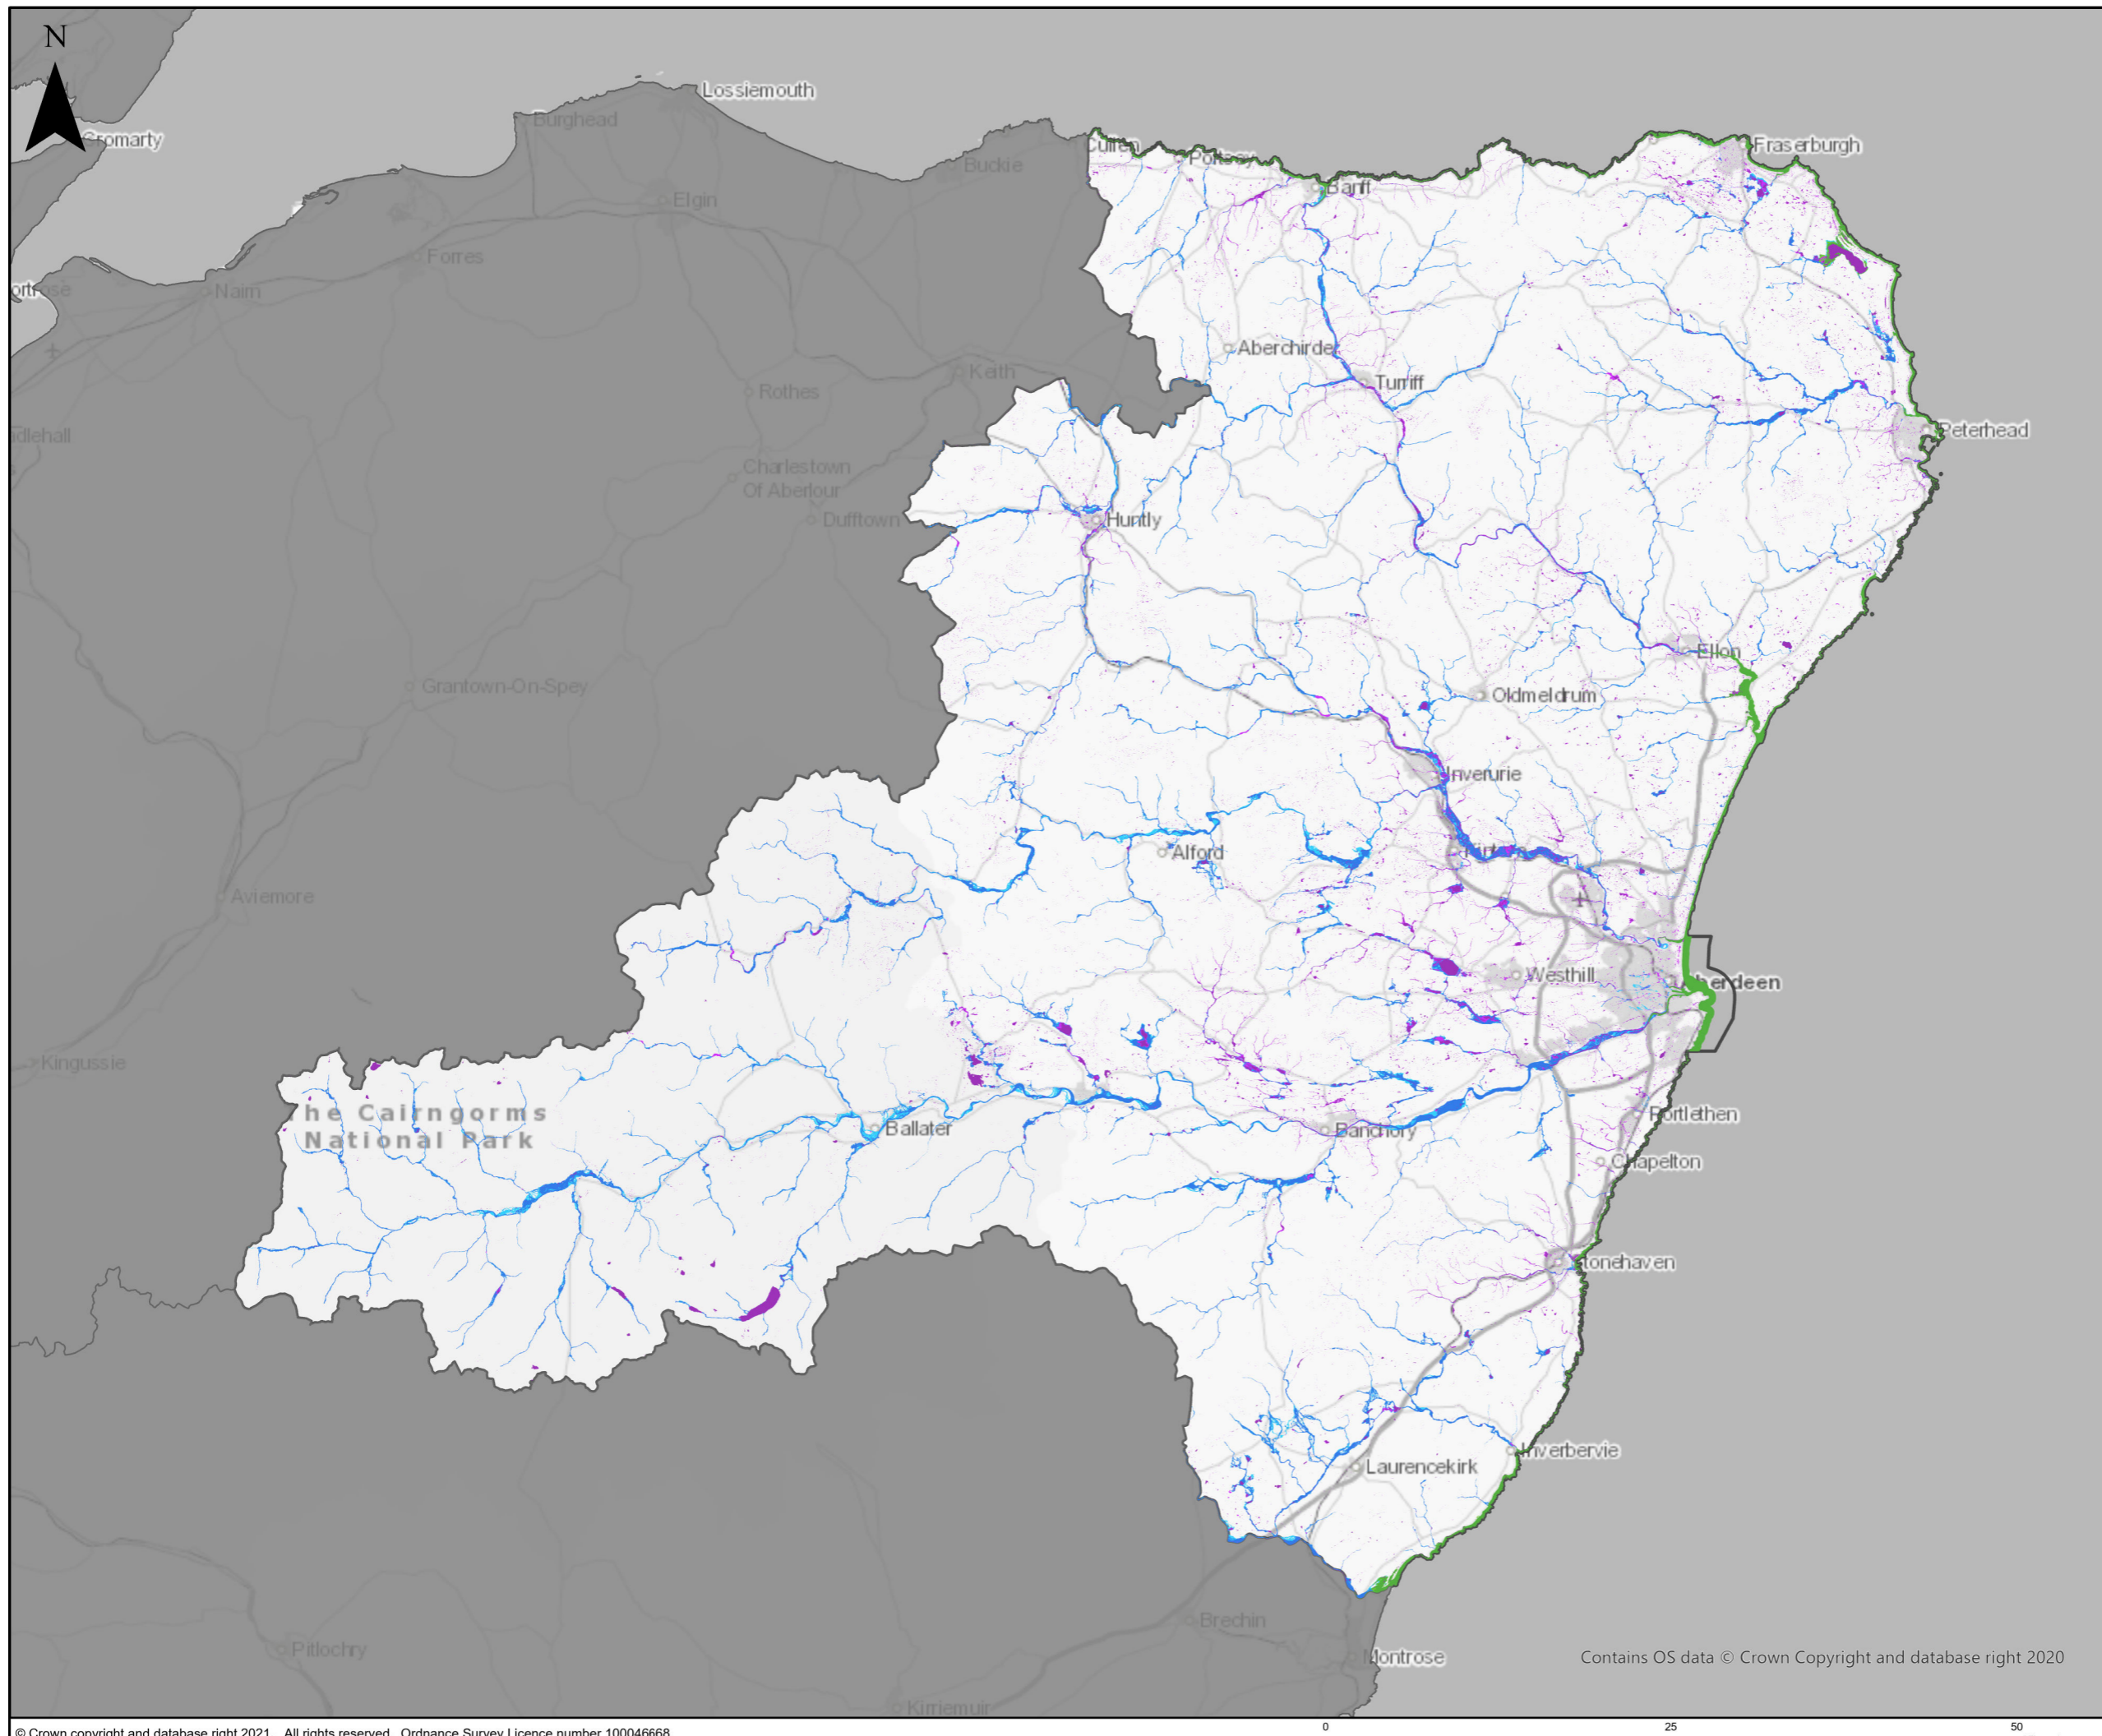 N
Lossiemouth
Burghead
Cromarty
Cullen
Portsoy
Fraserburgh
Buckie
Banff
Elgin
Forres
Nairn
Aberchirder
Keith
Turriff
Rothes
Peterhead
Charlestown
Of Aberlour
Dufftown
Huntly
Ellon
Grantown-On-Spey
Oldmeldrum
Inverurie
Alford
Kintore
Aviemore
Westhill
Aberdeen
Kingussie
The Cairngorms
National Park
Ballater
Banchory
Portlethen
Chapelton
Stonehaven
Inverbervie
Laurencekirk
Brechin
Pitlochry
Montrose
Contains OS data © Crown Copyright and database right 2020
Kirriemuir
© Crown copyright and database right 2021. All rights reserved. Ordnance Survey Licence number 100046668
0 25 50